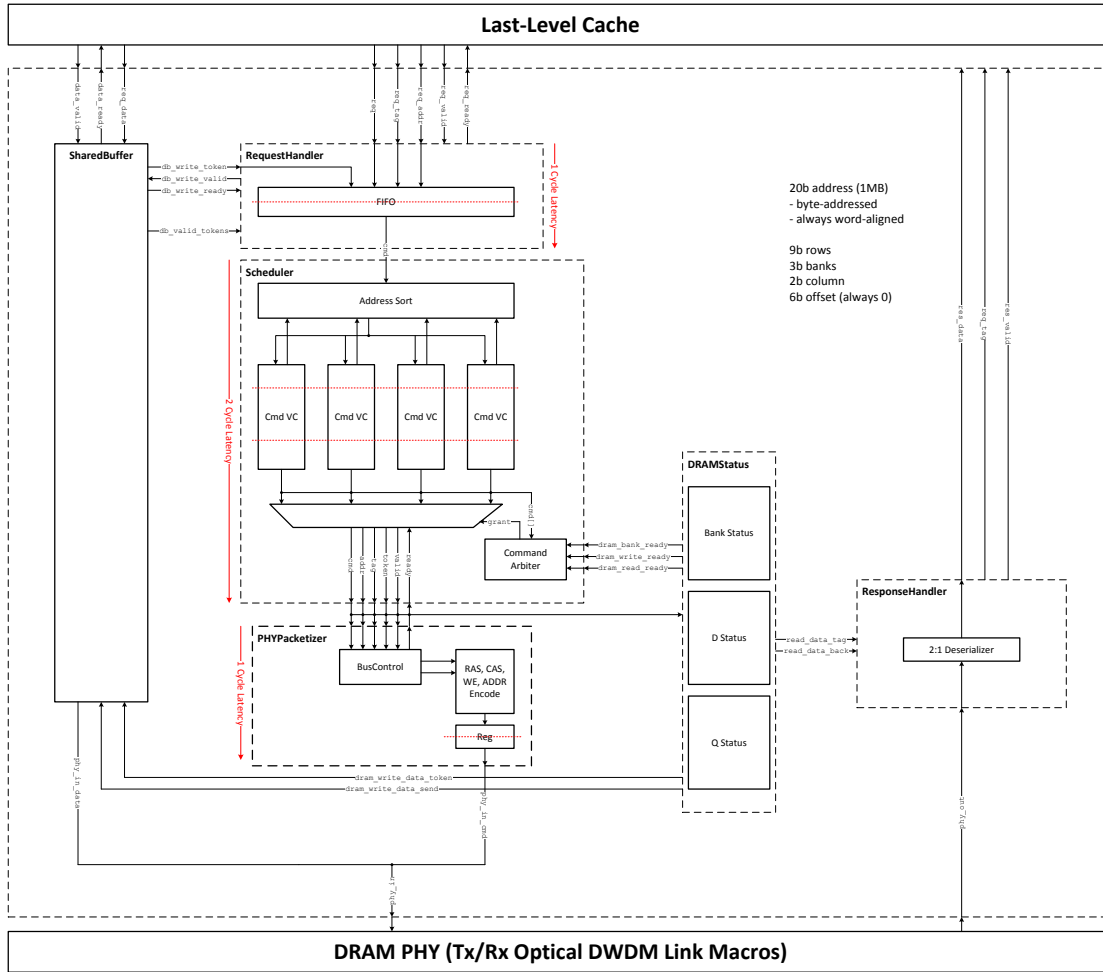 Last-Level Cache
data_valid
data_ready
req_data
req
req_tag
req_addr
req_valid
req_ready
SharedBuffer
RequestHandler
db_write_token
db_write_valid
db_write_ready
db_valid_tokens
FIFO
1 Cycle Latency
cmd
20b address (1MB)
- byte-addressed
- always word-aligned
9b rows
3b banks
2b column
6b offset (always 0)
Scheduler
Address Sort
Cmd VC
Cmd VC
Cmd VC
Cmd VC
2 Cycle Latency
res_data
req_tag
res_valid
cmd[]
grant
Command
Arbiter
dram_bank_ready
dram_write_ready
dram_read_ready
DRAMStatus
Bank Status
D Status
Q Status
cmd
addr
tag
token
valid
ready
PHYPacketizer
1 Cycle Latency
BusControl
RAS, CAS,
WE, ADDR
Encode
Reg
read_data_tag
read_data_back
ResponseHandler
2:1 Deserializer
dram_write_data_token
dram_write_data_send
phy_in_data
phy_in_cmd
phy_in
phy_out
DRAM PHY (Tx/Rx Optical DWDM Link Macros)